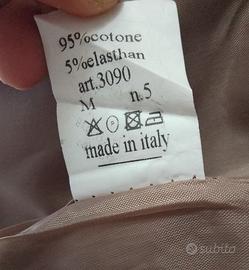 95%cotone
5%elasthan
art.3090
M n.5
P
made in italy
subito